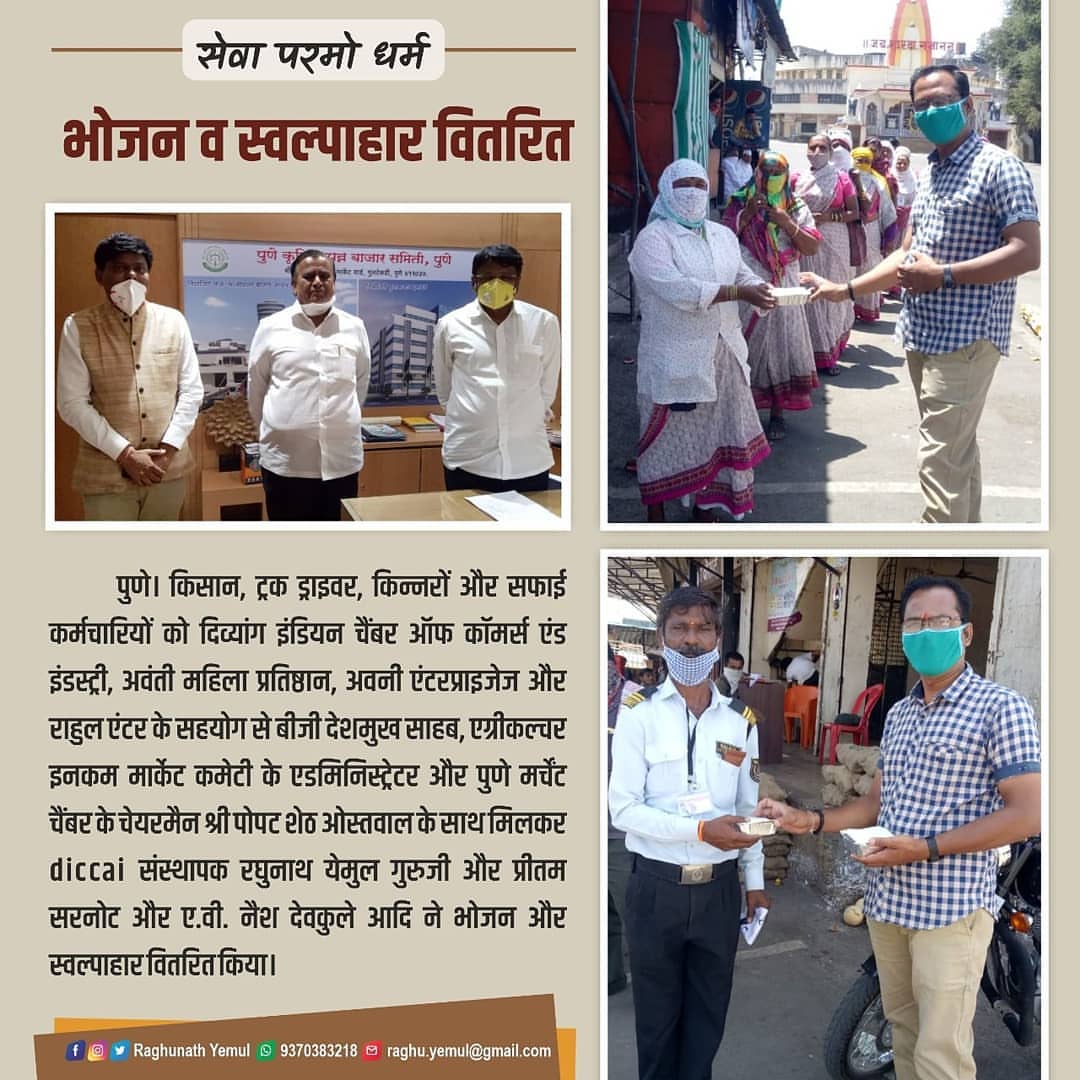 सेवा परमो धर्म
भोजन व स्वल्पाहार वितरित
पुणे कृषि बाजार समिती, पुणे
पुणे। किसान, ट्रक ड्राइवर, किन्नरों और सफाई
कर्मचारियों को दिव्यांग इंडियन चैंबर ऑफ कॉमर्स एंड
इंडस्ट्री, अवंती महिला प्रतिष्ठान, अवनी एंटरप्राइजेज और
राहुल एंटर के सहयोग से बीजी देशमुख साहब, एग्रीकल्चर
इनकम मार्केट कमेटी के एडमिनिस्ट्रेटर और पुणे मर्चेंट
चैंबर के चेयरमैन श्री पोपट शेठ ओस्तवाल के साथ मिलकर
diccai संस्थापक रघुनाथ येमुल गुरुजी और प्रीतम
सरनोट और ए.वी. नैश देवकुले आदि ने भोजन और
स्वल्पाहार वितरित किया।
Raghunath Yemul 9370383218 raghu.yemul@gmail.com
pepsi